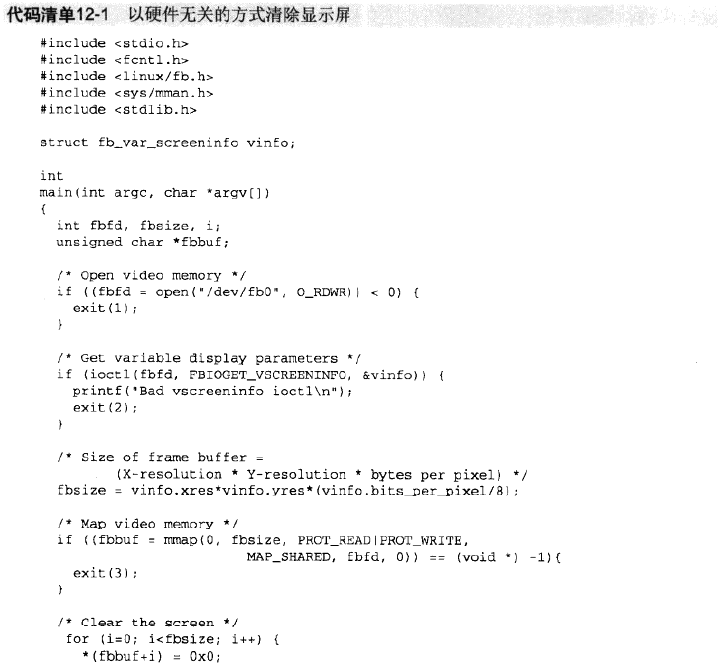 代码清单12-1 以硬件无关的方式清除显示屏
#include <stdio.h>
#include <fcntl.h>
#include <linux/fb.h>
#include <sys/mman.h>
#include <stdlib.h>
struct fb_var_screeninfo vinfo;
int
main(int argc, char *argv[])
{
int fbfd, fbsize, i;
unsigned char *fbbuf;
/* Open video memory */
if ((fbfd = open("/dev/fb0", O_RDWR)) < 0) {
exit(1);
}
/* Get variable display parameters */
if (ioctl(fbfd, FBIOGET_VSCREENINFO, &vinfo)) {
printf("Bad vscreeninfo ioctl\n");
exit(2);
}
/* Size of frame buffer =
(X-resolution * Y-resolution * bytes per pixel) */
fbsize = vinfo.xres*vinfo.yres*(vinfo.bits_per_pixel/8);
/* Map video memory */
if ((fbbuf = mmap(0, fbsize, PROT_READ|PROT_WRITE,
MAP_SHARED, fbfd, 0)) == (void *) -1){
exit(3);
}
/* Clear the screen */
for (i=0; i<fbsize; i++) {
*(fbbuf+i) = 0x0;